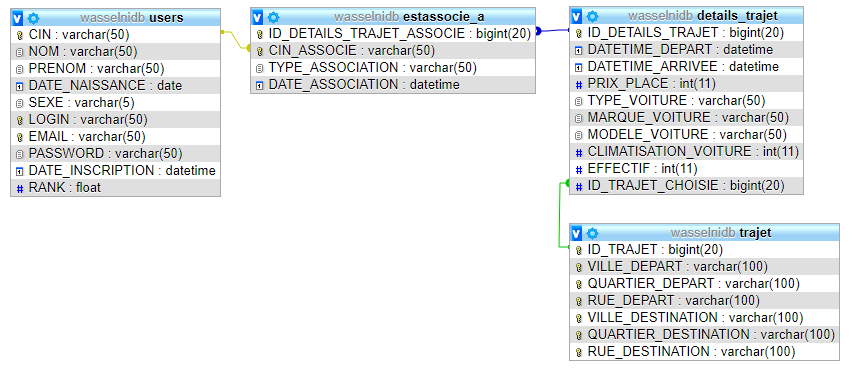 wasselnidb users
CIN : varchar(50)
NOM : varchar(50)
PRENOM : varchar(50)
DATE_NAISSANCE : date
SEXE : varchar(5)
LOGIN : varchar(50)
EMAIL : varchar(50)
PASSWORD : varchar(50)
DATE_INSCRIPTION : datetime
RANK : float
wasselnidb estassocie_a
ID_DETAILS_TRAJET_ASSOCIE : bigint(20)
CIN_ASSOCIE : varchar(50)
TYPE_ASSOCIATION : varchar(50)
DATE_ASSOCIATION : datetime
wasselnidb details_trajet
ID_DETAILS_TRAJET : bigint(20)
DATETIME_DEPART : datetime
DATETIME_ARRIVEE : datetime
PRIX_PLACE : int(11)
TYPE_VOITURE : varchar(50)
MARQUE_VOITURE : varchar(50)
MODELE_VOITURE : varchar(50)
CLIMATISATION_VOITURE : int(11)
EFFECTIF : int(11)
ID_TRAJET_CHOISIE : bigint(20)
wasselnidb trajet
ID_TRAJET : bigint(20)
VILLE_DEPART : varchar(100)
QUARTIER_DEPART : varchar(100)
RUE_DEPART : varchar(100)
VILLE_DESTINATION : varchar(100)
QUARTIER_DESTINATION : varchar(100)
RUE_DESTINATION : varchar(100)